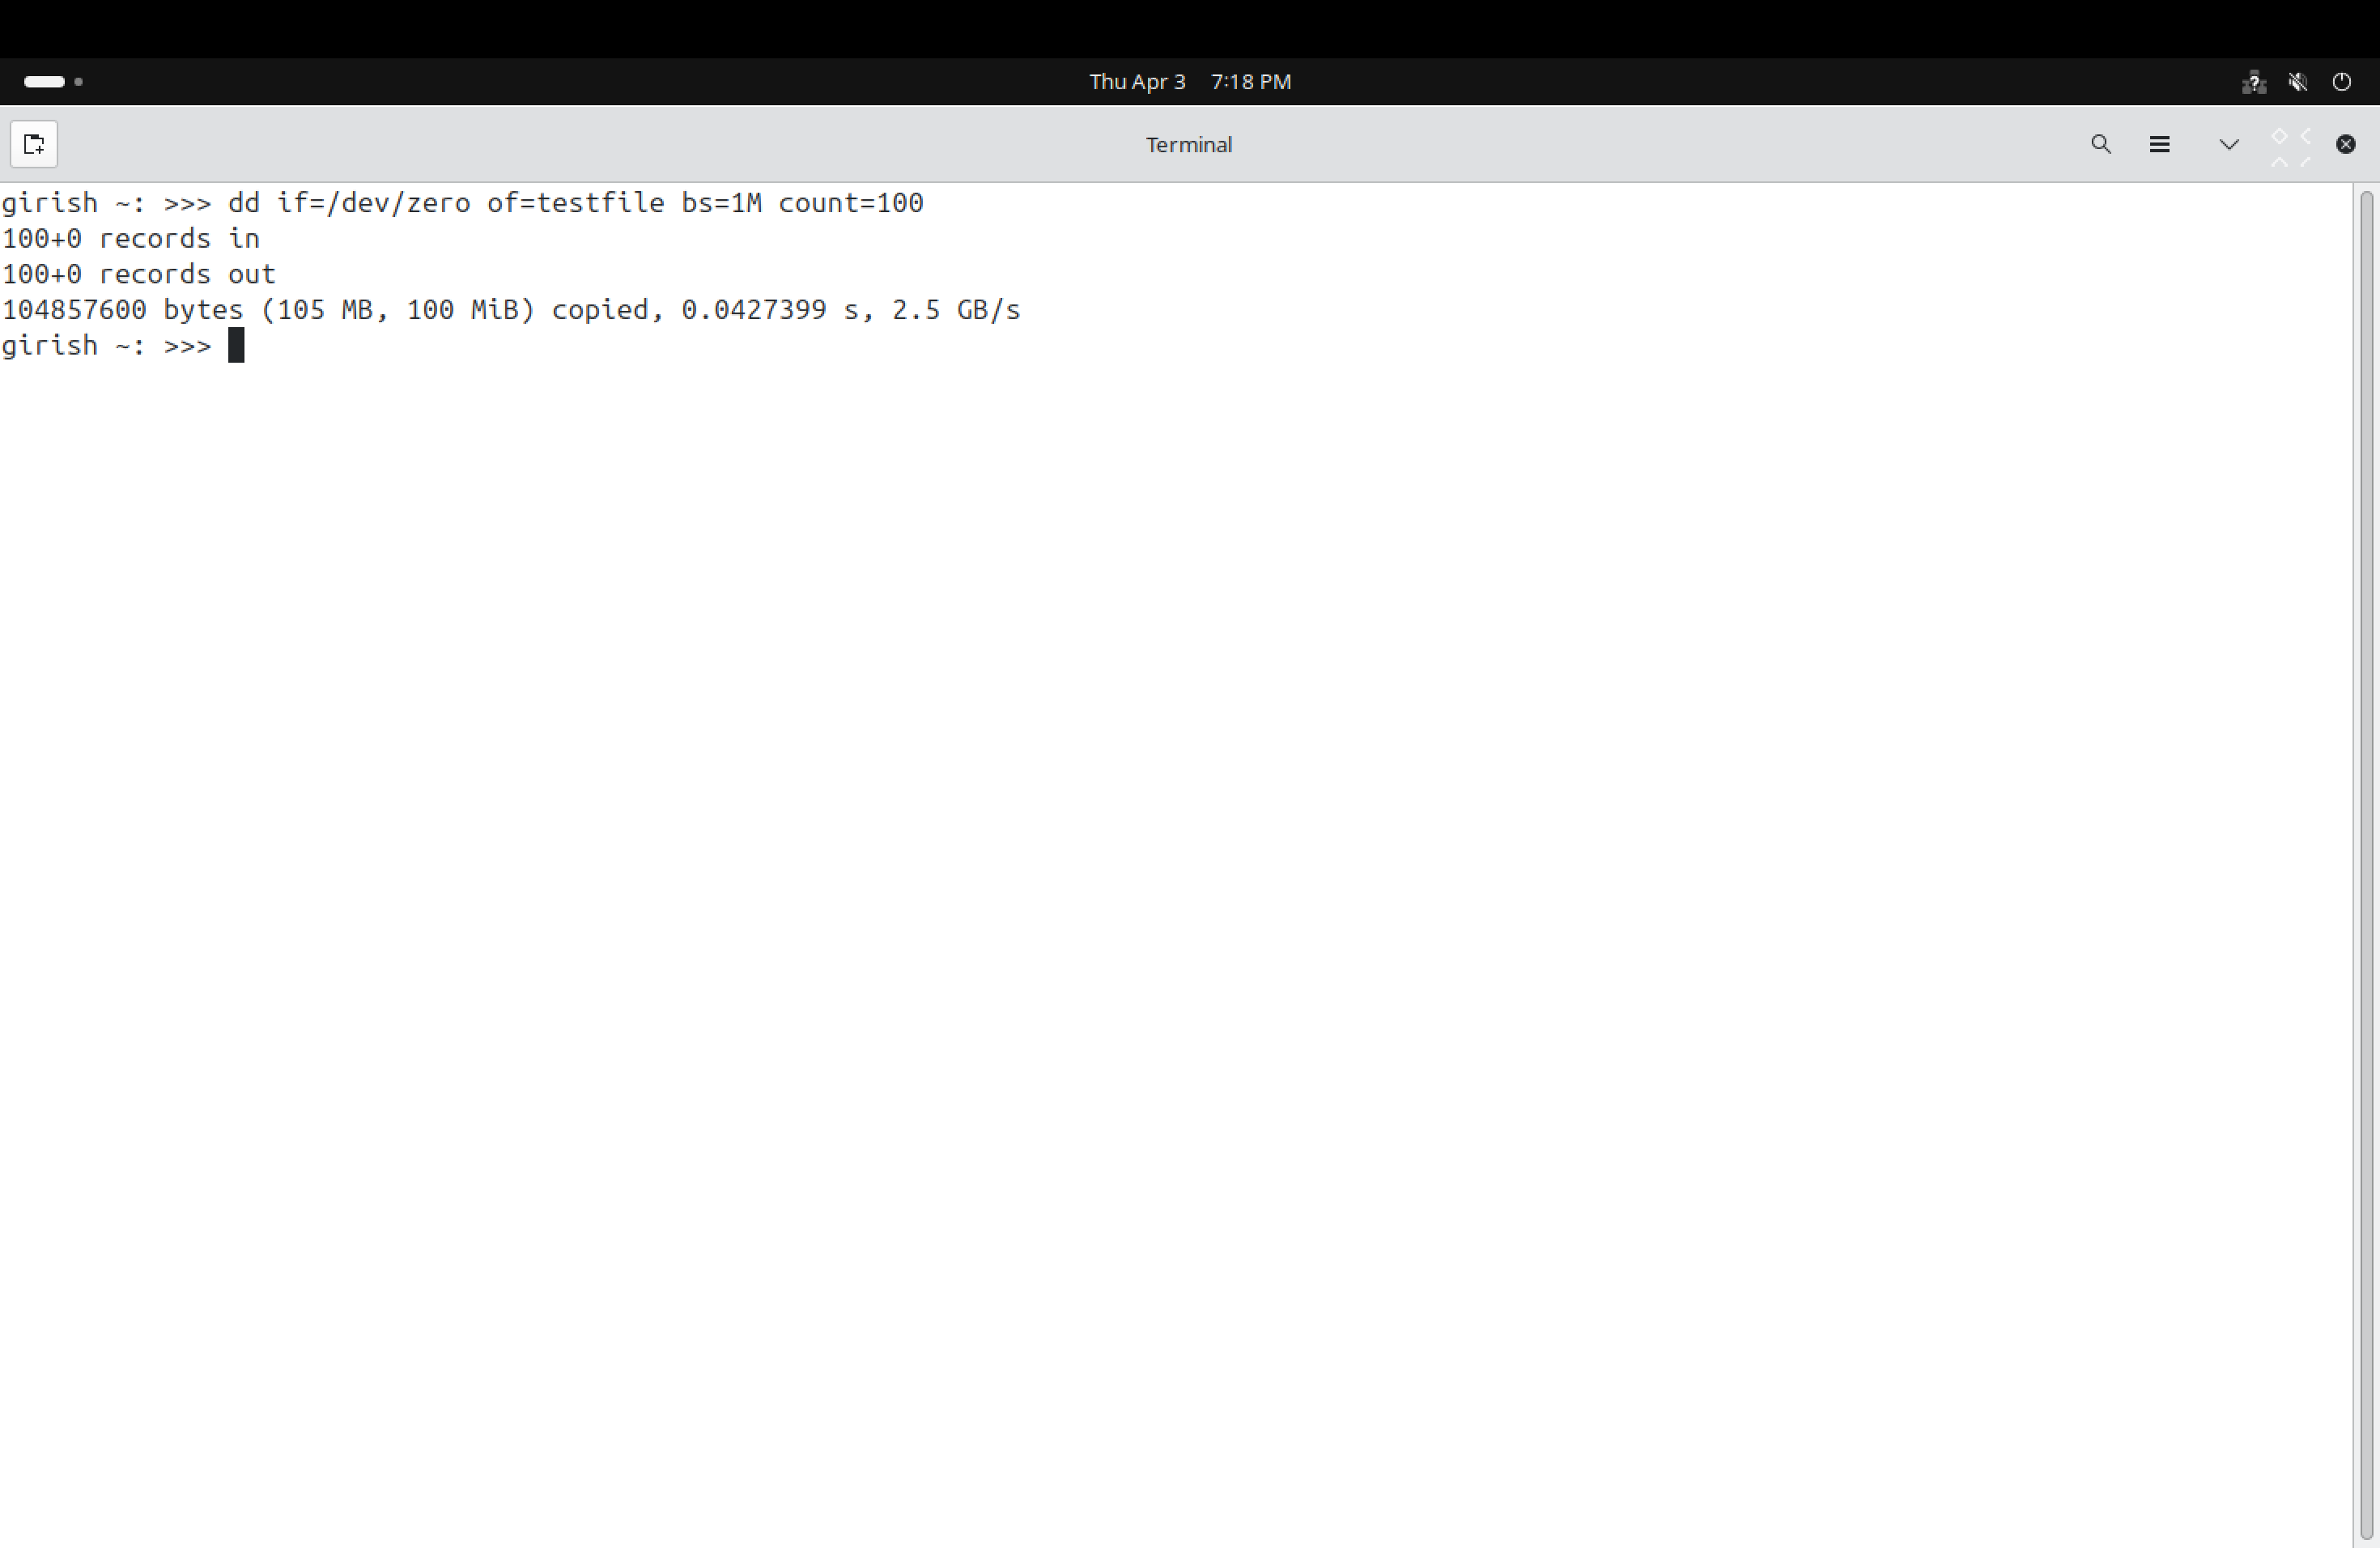 Thu Apr 3 7:18 PM
Terminal
girish ~: >>> dd if=/dev/zero of=testfile bs=1M count=100
100+0 records in
100+0 records out
104857600 bytes (105 MB, 100 MiB) copied, 0.0427399 s, 2.5 GB/s
girish ~: >>>